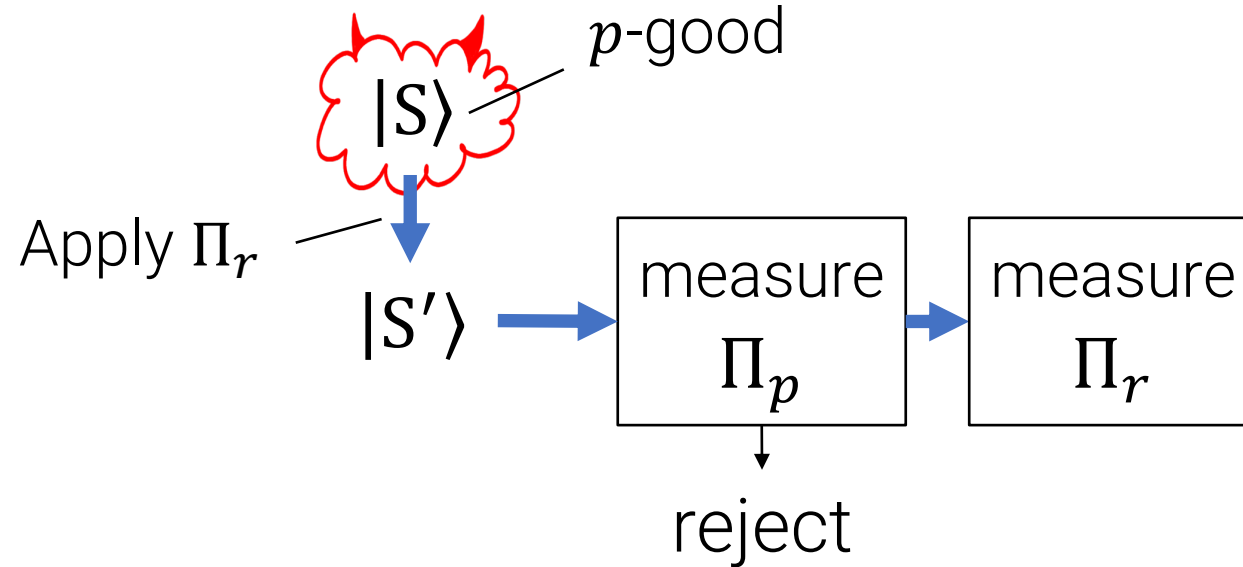 p-good
|S⟩
Apply Π_r
|S′⟩
measure
Π_p
measure
Π_r
reject